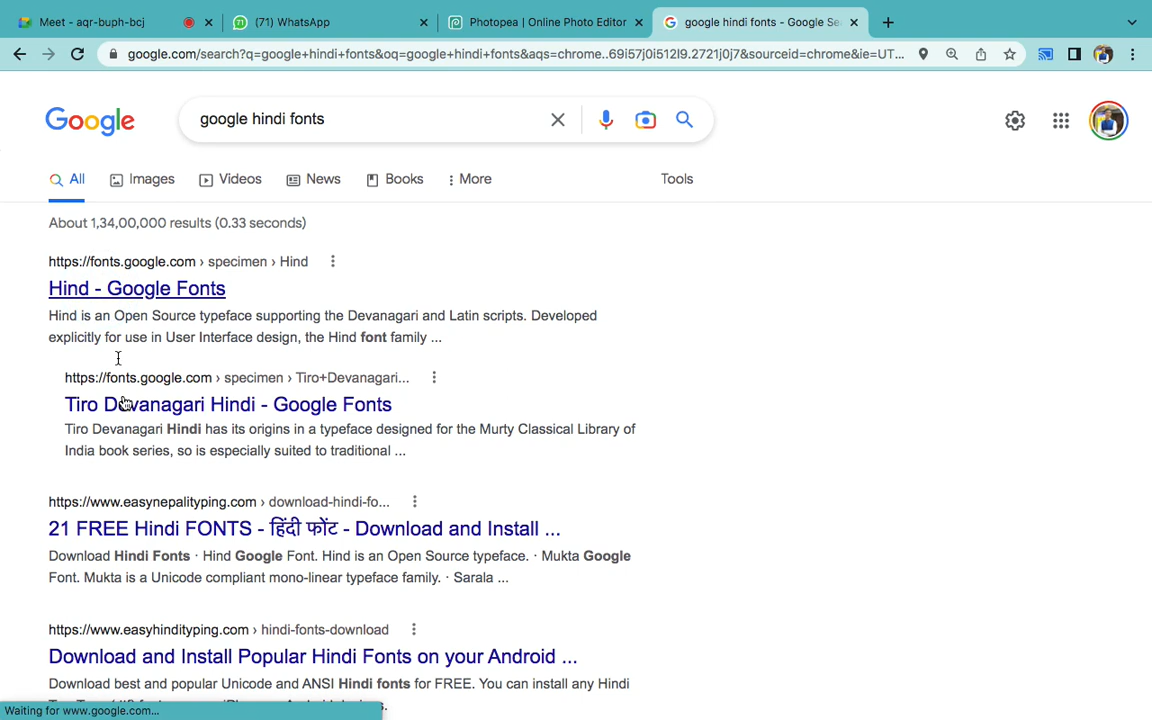 Meet - aqr-buph-bcj
(71) WhatsApp
Photopea | Online Photo Editor
google hindi fonts - Google Se
google.com/search?q=google+hindi+fonts&oq=google+hindi+fonts&aqs=chrome..69i57j0i512l9.2721j0j7&sourceid=chrome&ie=UT...
Google
google hindi fonts
All
Images
Videos
News
Books
More
Tools
About 1,34,00,000 results (0.33 seconds)
https://fonts.google.com › specimen › Hind
Hind - Google Fonts
Hind is an Open Source typeface supporting the Devanagari and Latin scripts. Developed
explicitly for use in User Interface design, the Hind font family ...
https://fonts.google.com › specimen › Tiro+Devanagari...
Tiro Devanagari Hindi - Google Fonts
Tiro Devanagari Hindi has its origins in a typeface designed for the Murty Classical Library of
India book series, so is especially suited to traditional ...
https://www.easynepalityping.com › download-hindi-fo...
21 FREE Hindi FONTS - हिंदी फोंट - Download and Install ...
Download Hindi Fonts · Hind Google Font. Hind is an Open Source typeface. · Mukta Google
Font. Mukta is a Unicode compliant mono-linear typeface family. · Sarala ...
https://www.easyhindityping.com › hindi-fonts-download
Download and Install Popular Hindi Fonts on your Android ...
Download best and popular Unicode and ANSI Hindi fonts for FREE. You can install any Hindi
Waiting for www.google.com...